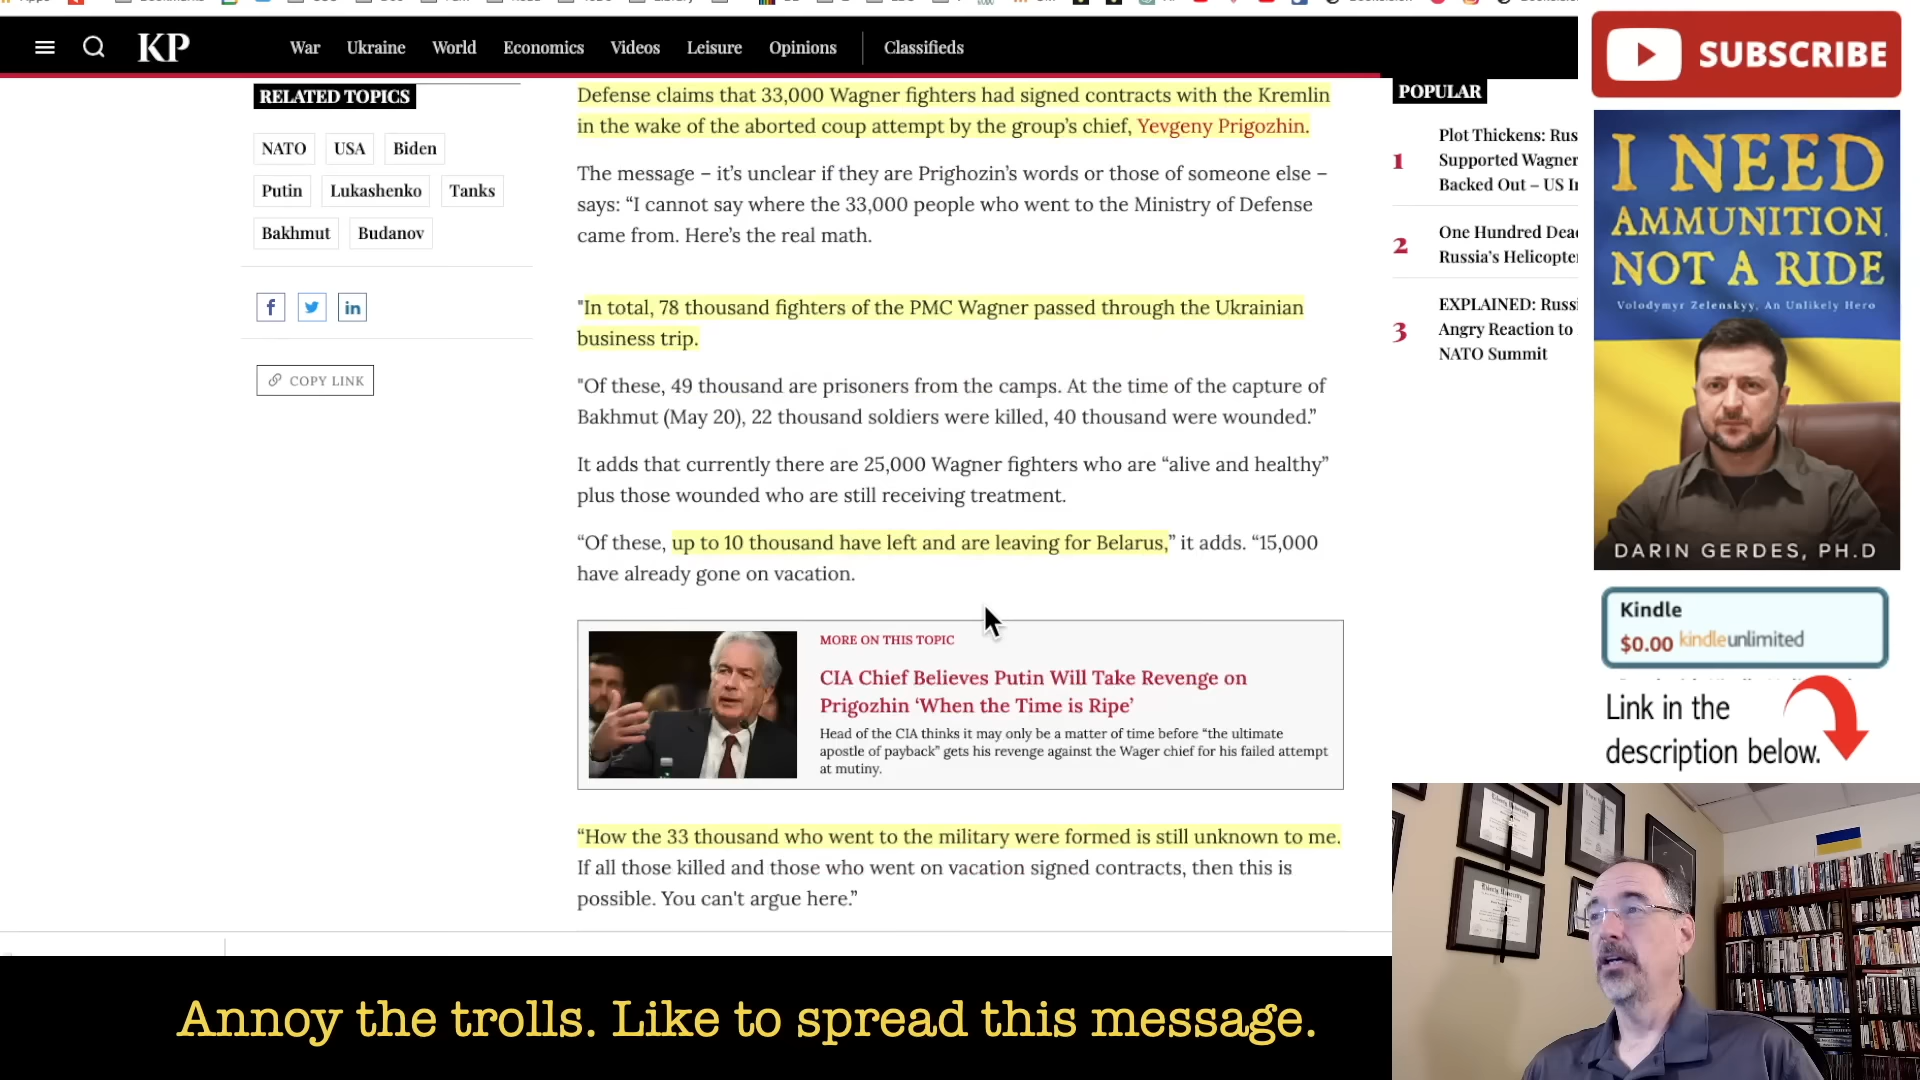 KP
War Ukraine World Economics Videos Leisure Opinions Classifieds
SUBSCRIBE
RELATED TOPICS
NATO USA Biden
Putin Lukashenko Tanks
Bakhmut Budanov
COPY LINK
Defense claims that 33,000 Wagner fighters had signed contracts with the Kremlin
in the wake of the aborted coup attempt by the group’s chief, Yevgeny Prigozhin.
The message – it’s unclear if they are Prighozin’s words or those of someone else –
says: “I cannot say where the 33,000 people who went to the Ministry of Defense
came from. Here’s the real math.
"In total, 78 thousand fighters of the PMC Wagner passed through the Ukrainian
business trip.
"Of these, 49 thousand are prisoners from the camps. At the time of the capture of
Bakhmut (May 20), 22 thousand soldiers were killed, 40 thousand were wounded.”
It adds that currently there are 25,000 Wagner fighters who are “alive and healthy”
plus those wounded who are still receiving treatment.
“Of these, up to 10 thousand have left and are leaving for Belarus,” it adds. “15,000
have already gone on vacation.
MORE ON THIS TOPIC
CIA Chief Believes Putin Will Take Revenge on
Prigozhin ‘When the Time is Ripe’
Head of the CIA thinks it may only be a matter of time before “the ultimate
apostle of payback” gets his revenge against the Wager chief for his failed attempt
at mutiny.
“How the 33 thousand who went to the military were formed is still unknown to me.
If all those killed and those who went on vacation signed contracts, then this is
possible. You can't argue here.”
POPULAR
1
Plot Thickens: Rus
Supported Wagner
Backed Out – US
2
One Hundred
Russia’s
3
EXPLAINED:
Angry Reaction to
NATO Summit
I NEED
AMMUNITION,
NOT A RIDE
Volodymyr Zelenskyy, An Unlikely Hero
DARIN GERDES, PH.D
Kindle
$0.00 kindleunlimited
Link in the
description below.
Annoy the trolls. Like to spread this message.